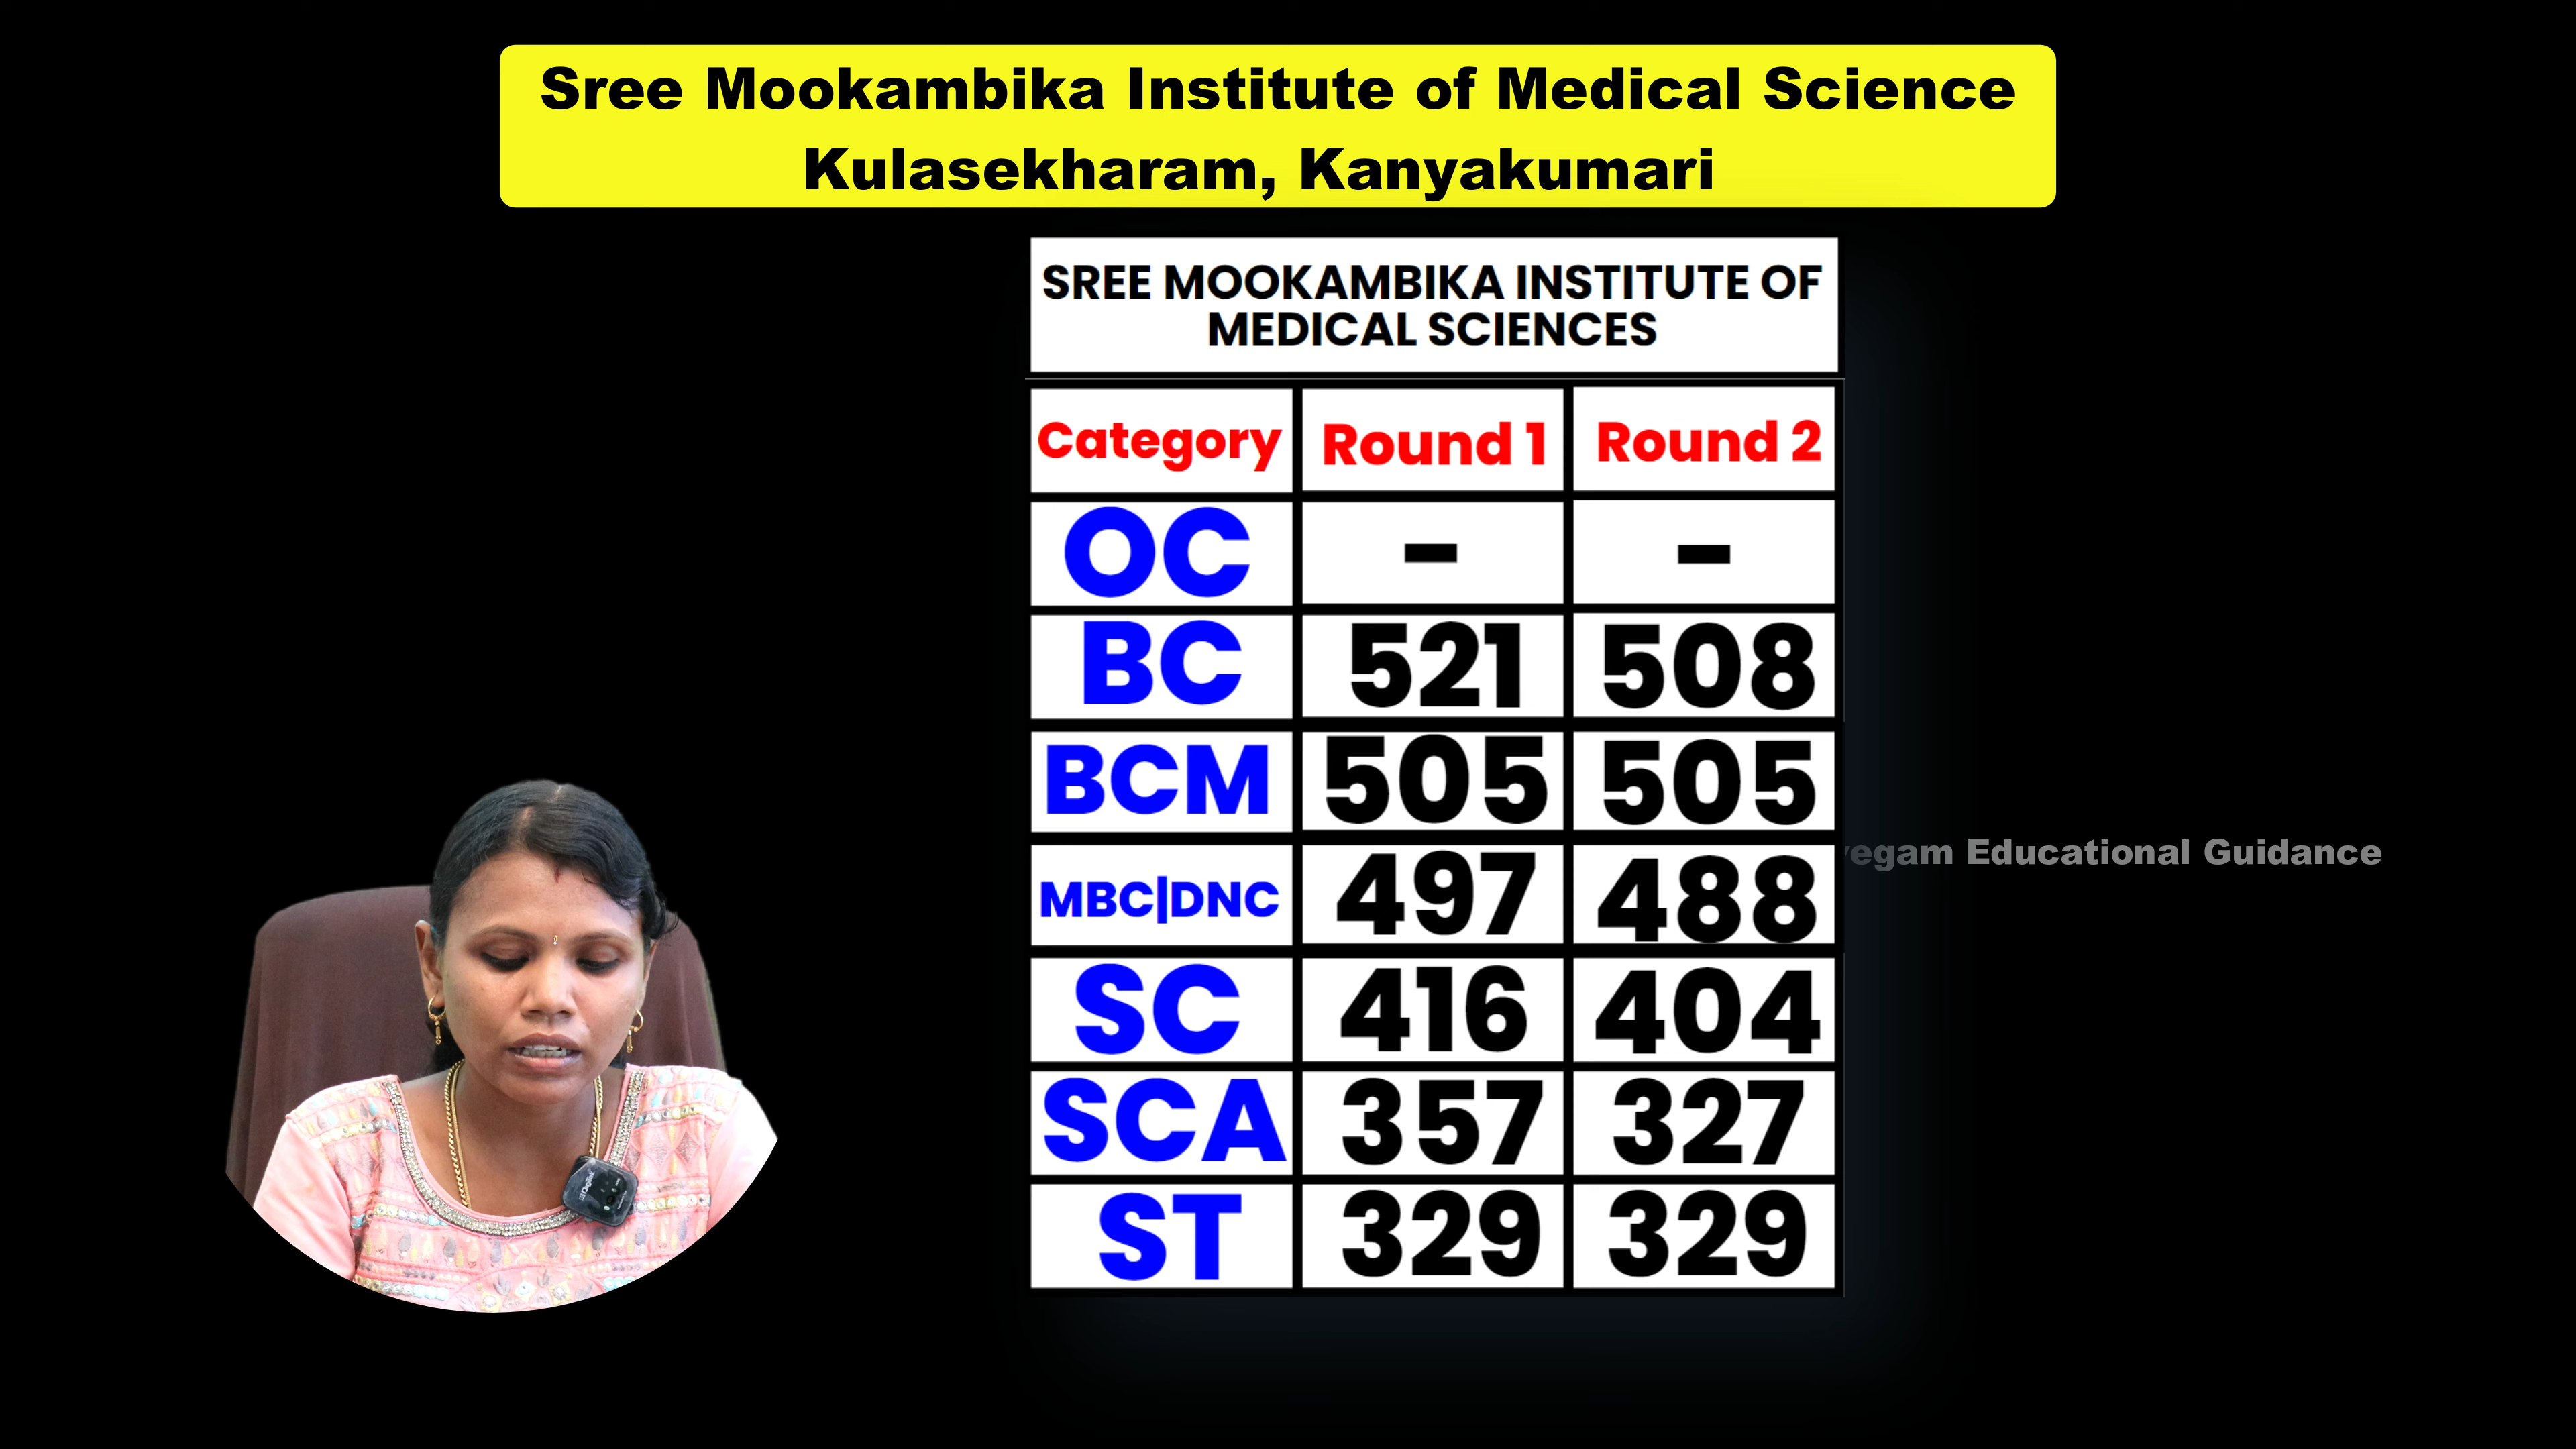 Sree Mookambika Institute of Medical Science
Kulasekharam, Kanyakumari
SREE MOOKAMBIKA INSTITUTE OF
MEDICAL SCIENCES
Category Round 1 Round 2
OC - -
BC 521 508
BCM 505 505
MBC|DNC 497 488
SC 416 404
SCA 357 327
ST 329 329
Educational Guidance